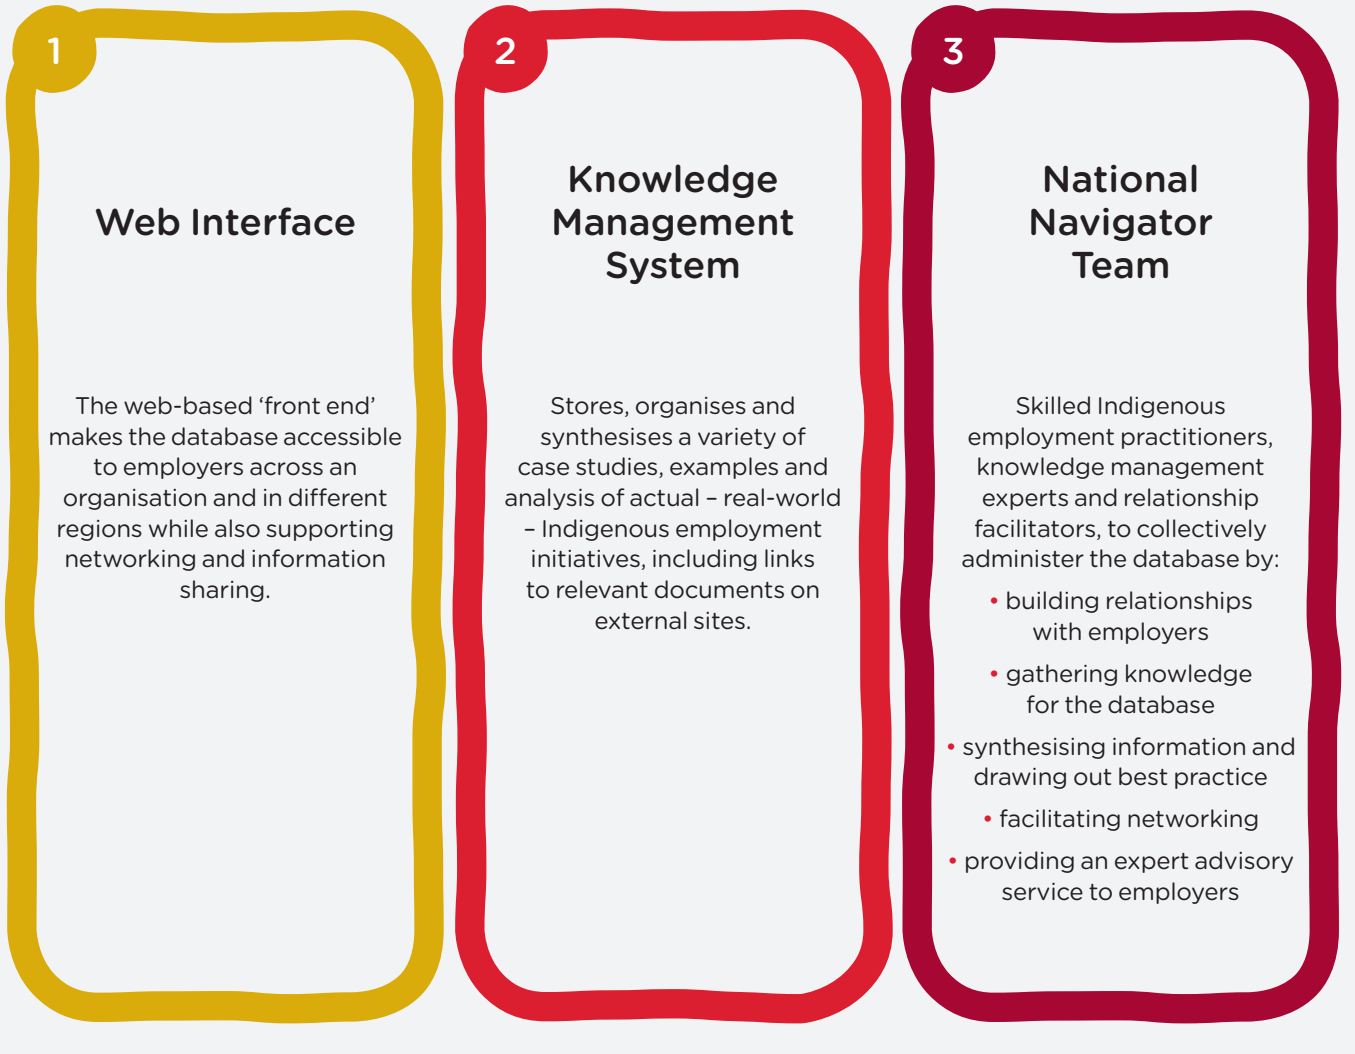 1
Web Interface
The web-based ‘front end’
makes the database accessible
to employers across an
organisation and in different
regions while also supporting
networking and information
sharing.
2
Knowledge
Management
System
Stores, organises and
synthesises a variety of
case studies, examples and
analysis of actual – real-world
– Indigenous employment
initiatives, including links
to relevant documents on
external sites.
3
National
Navigator
Team
Skilled Indigenous
employment practitioners,
knowledge management
experts and relationship
facilitators, to collectively
administer the database by:
• building relationships
with employers
• gathering knowledge
for the database
• synthesising information and
drawing out best practice
• facilitating networking
• providing an expert advisory
service to employers